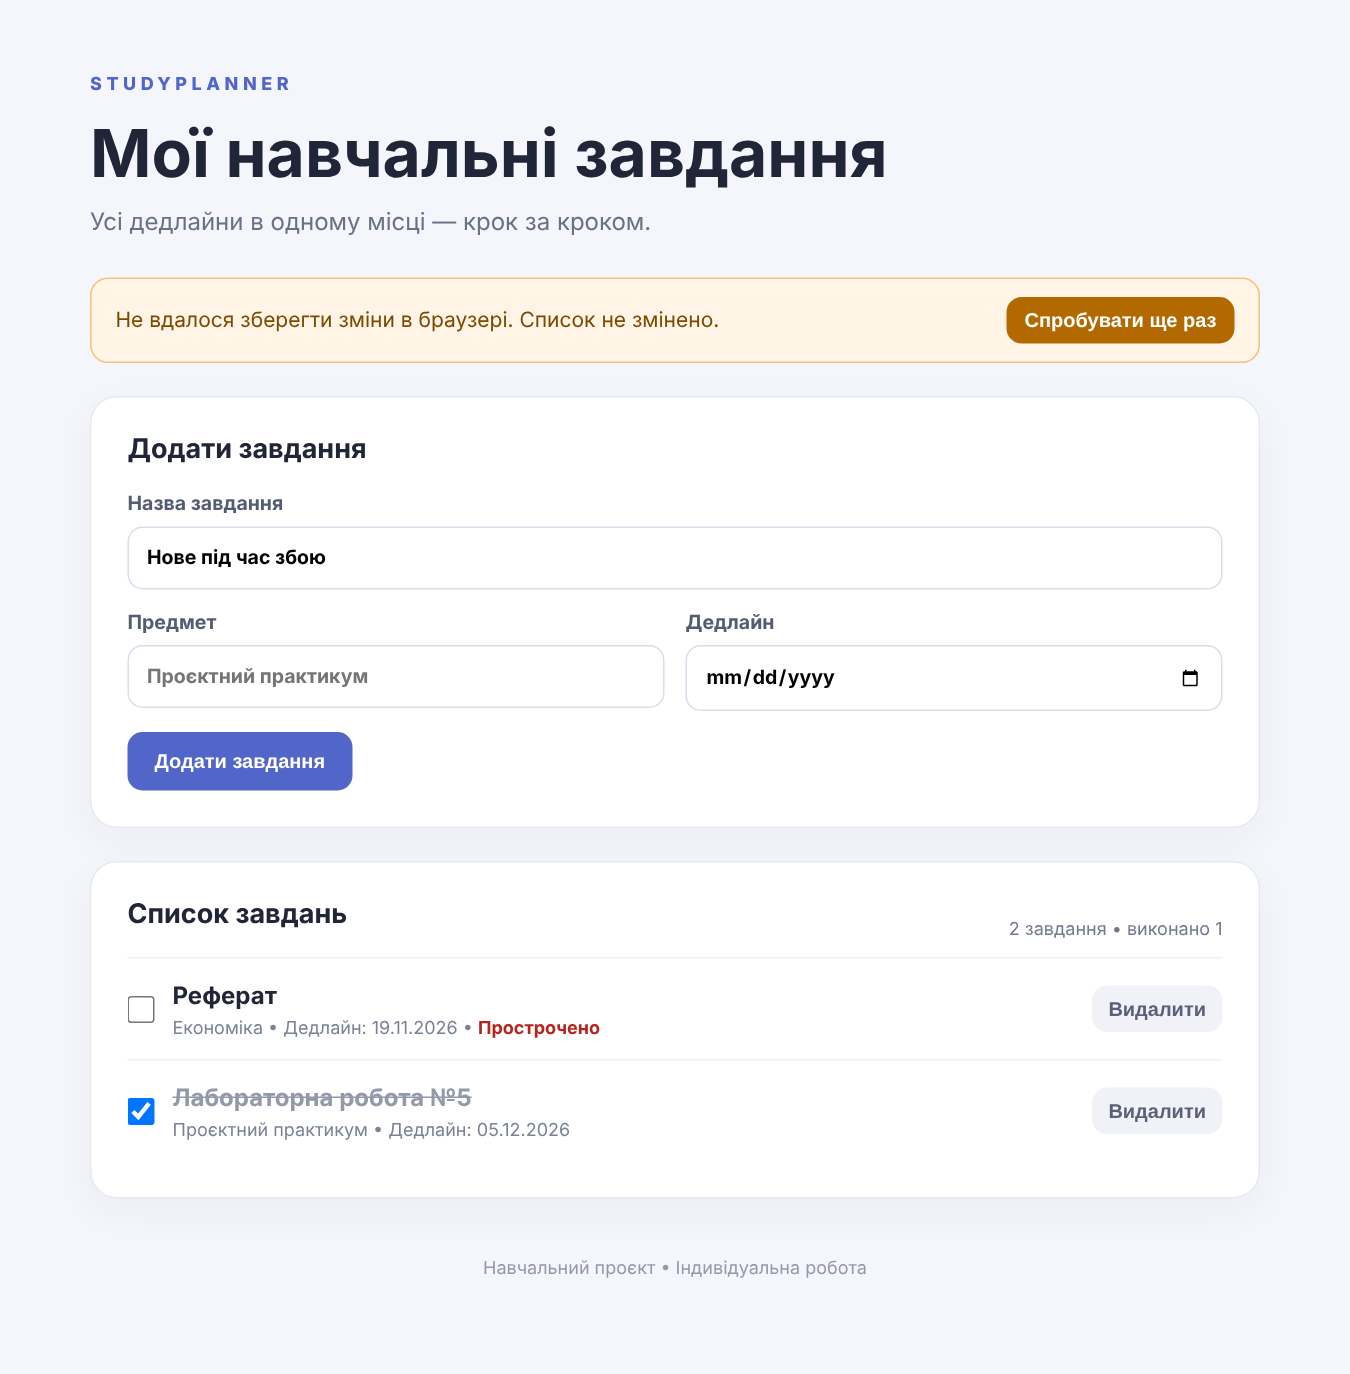 STUDYPLANNER
Мої навчальні завдання
Усі дедлайни в одному місці — крок за кроком.
Не вдалося зберегти зміни в браузері. Список не змінено.
Спробувати ще раз
Додати завдання
Назва завдання
Нове під час збою
Предмет
Дедлайн
Проєктний практикум
mm/dd/yyyy
Додати завдання
Список завдань
2 завдання • виконано 1
Реферат
Економіка • Дедлайн: 19.11.2026 • Прострочено
Видалити
Лабораторна робота №5
Проєктний практикум • Дедлайн: 05.12.2026
Видалити
Навчальний проєкт • Індивідуальна робота